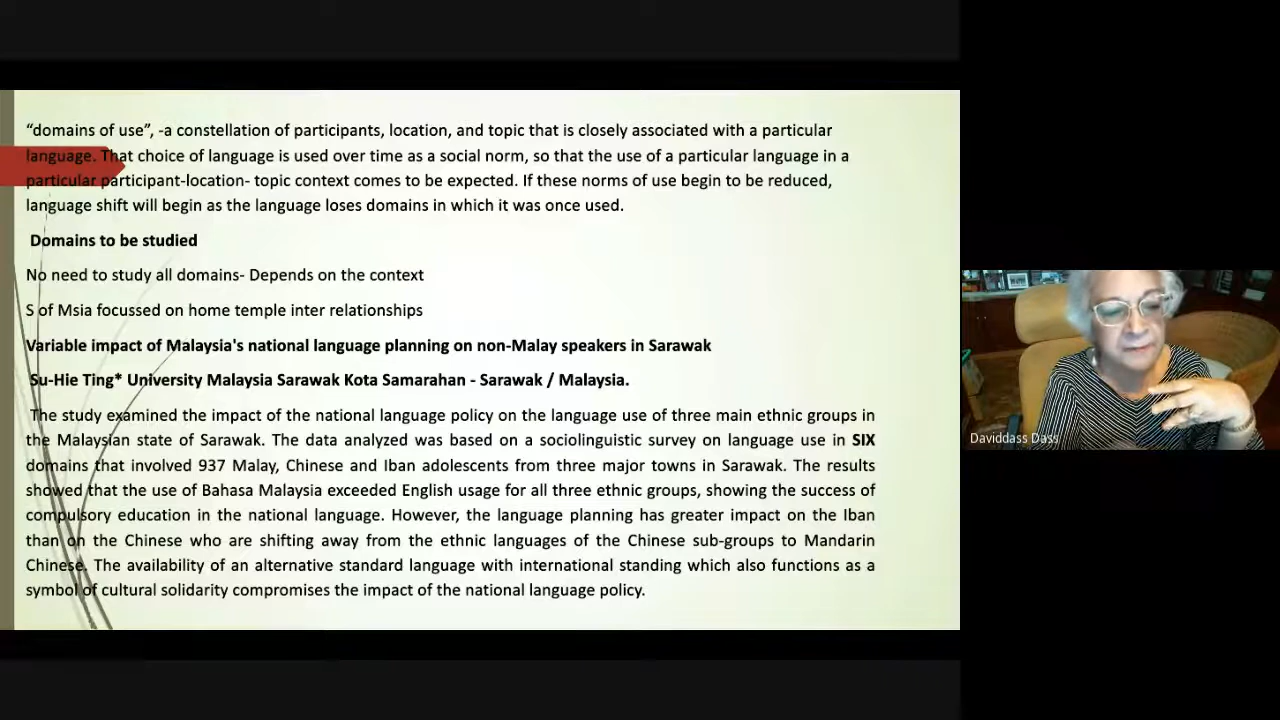 “domains of use”, -a constellation of participants, location, and topic that is closely associated with a particular
language. That choice of language is used over time as a social norm, so that the use of a particular language in a
particular participant-location- topic context comes to be expected. If these norms of use begin to be reduced,
language shift will begin as the language loses domains in which it was once used.
Domains to be studied
No need to study all domains- Depends on the context
S of Msia focussed on home temple inter relationships
Variable impact of Malaysia's national language planning on non-Malay speakers in Sarawak
Su-Hie Ting* University Malaysia Sarawak Kota Samarahan - Sarawak / Malaysia.
The study examined the impact of the national language policy on the language use of three main ethnic groups in
the Malaysian state of Sarawak. The data analyzed was based on a sociolinguistic survey on language use in SIX
domains that involved 937 Malay, Chinese and Iban adolescents from three major towns in Sarawak. The results
showed that the use of Bahasa Malaysia exceeded English usage for all three ethnic groups, showing the success of
compulsory education in the national language. However, the language planning has greater impact on the Iban
than on the Chinese who are shifting away from the ethnic languages of the Chinese sub-groups to Mandarin
Chinese. The availability of an alternative standard language with international standing which also functions as a
symbol of cultural solidarity compromises the impact of the national language policy.
Daviddass Dass